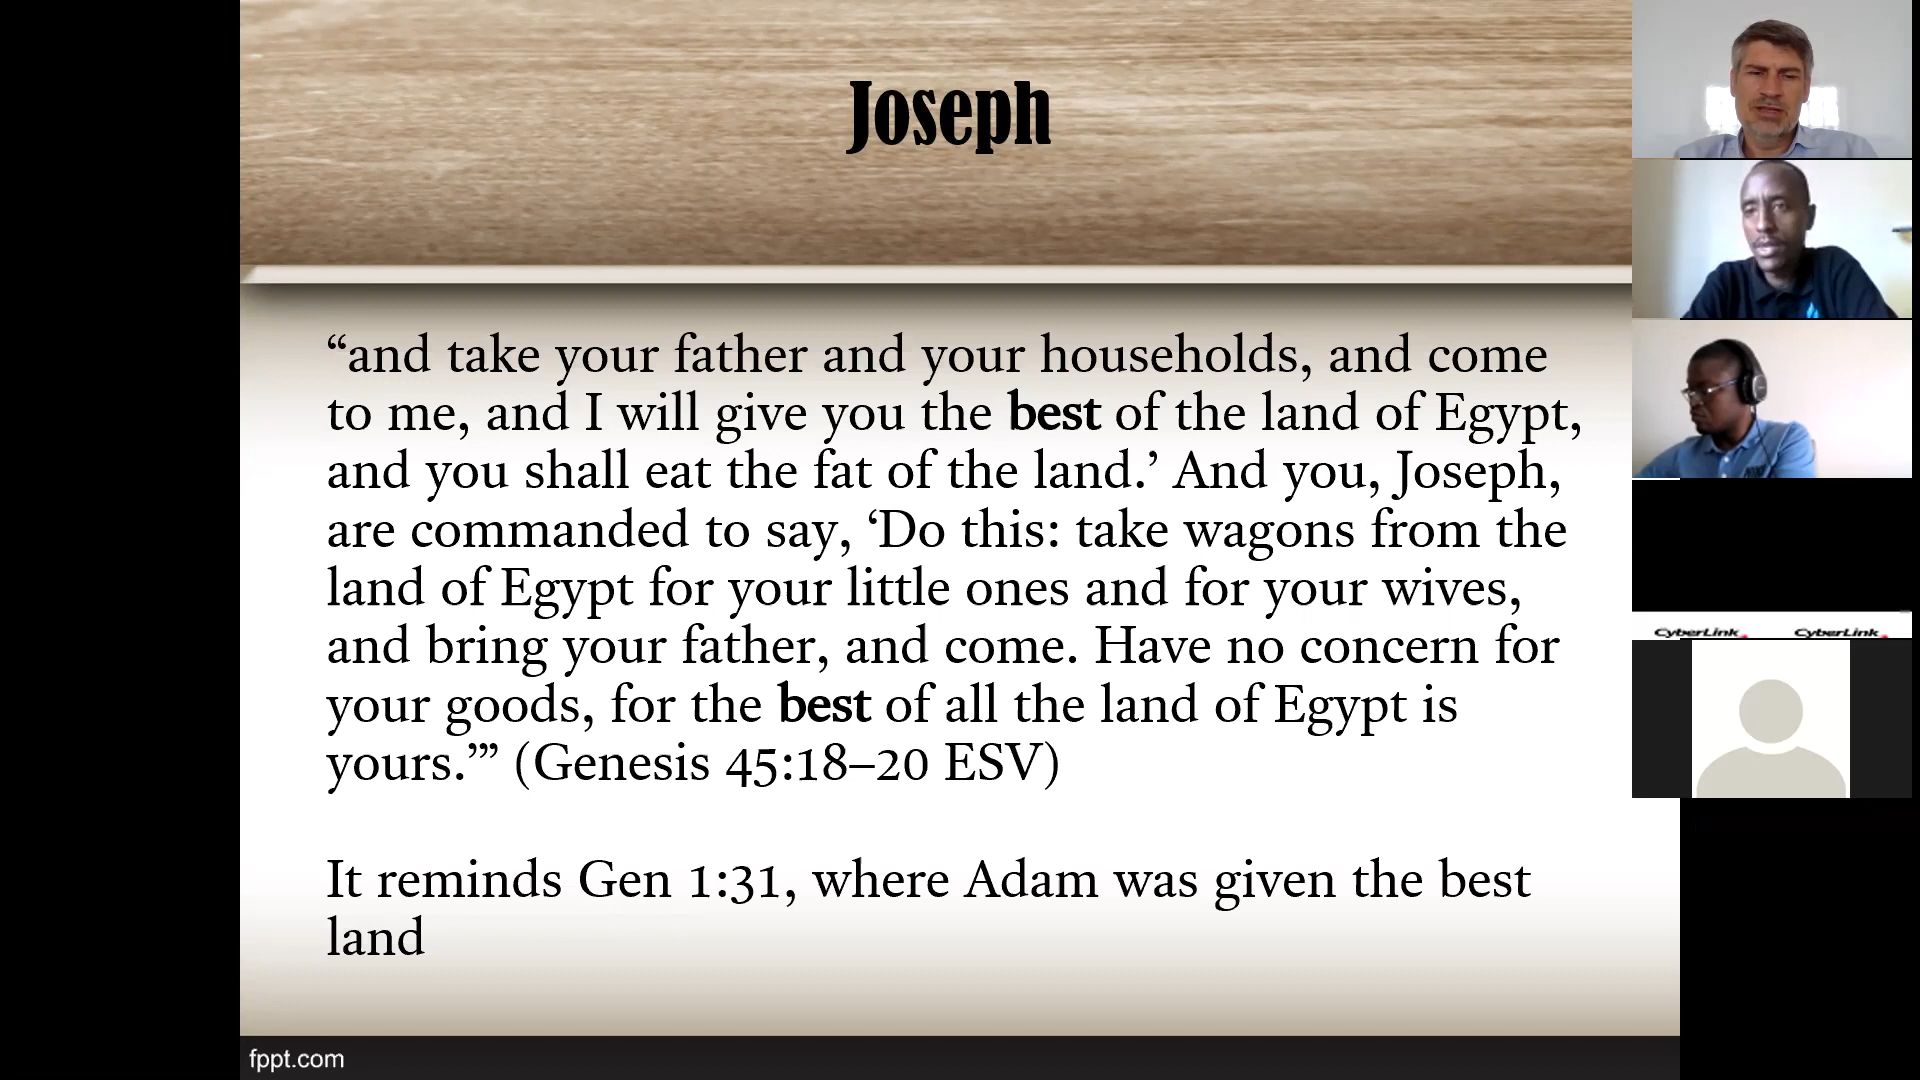 Joseph
“and take your father and your households, and come
to me, and I will give you the best of the land of Egypt,
and you shall eat the fat of the land.’ And you, Joseph,
are commanded to say, ‘Do this: take wagons from the
land of Egypt for your little ones and for your wives,
and bring your father, and come. Have no concern for
your goods, for the best of all the land of Egypt is
yours.’” (Genesis 45:18–20 ESV)
It reminds Gen 1:31, where Adam was given the best
land
CyberLink CyberLink
fppt.com